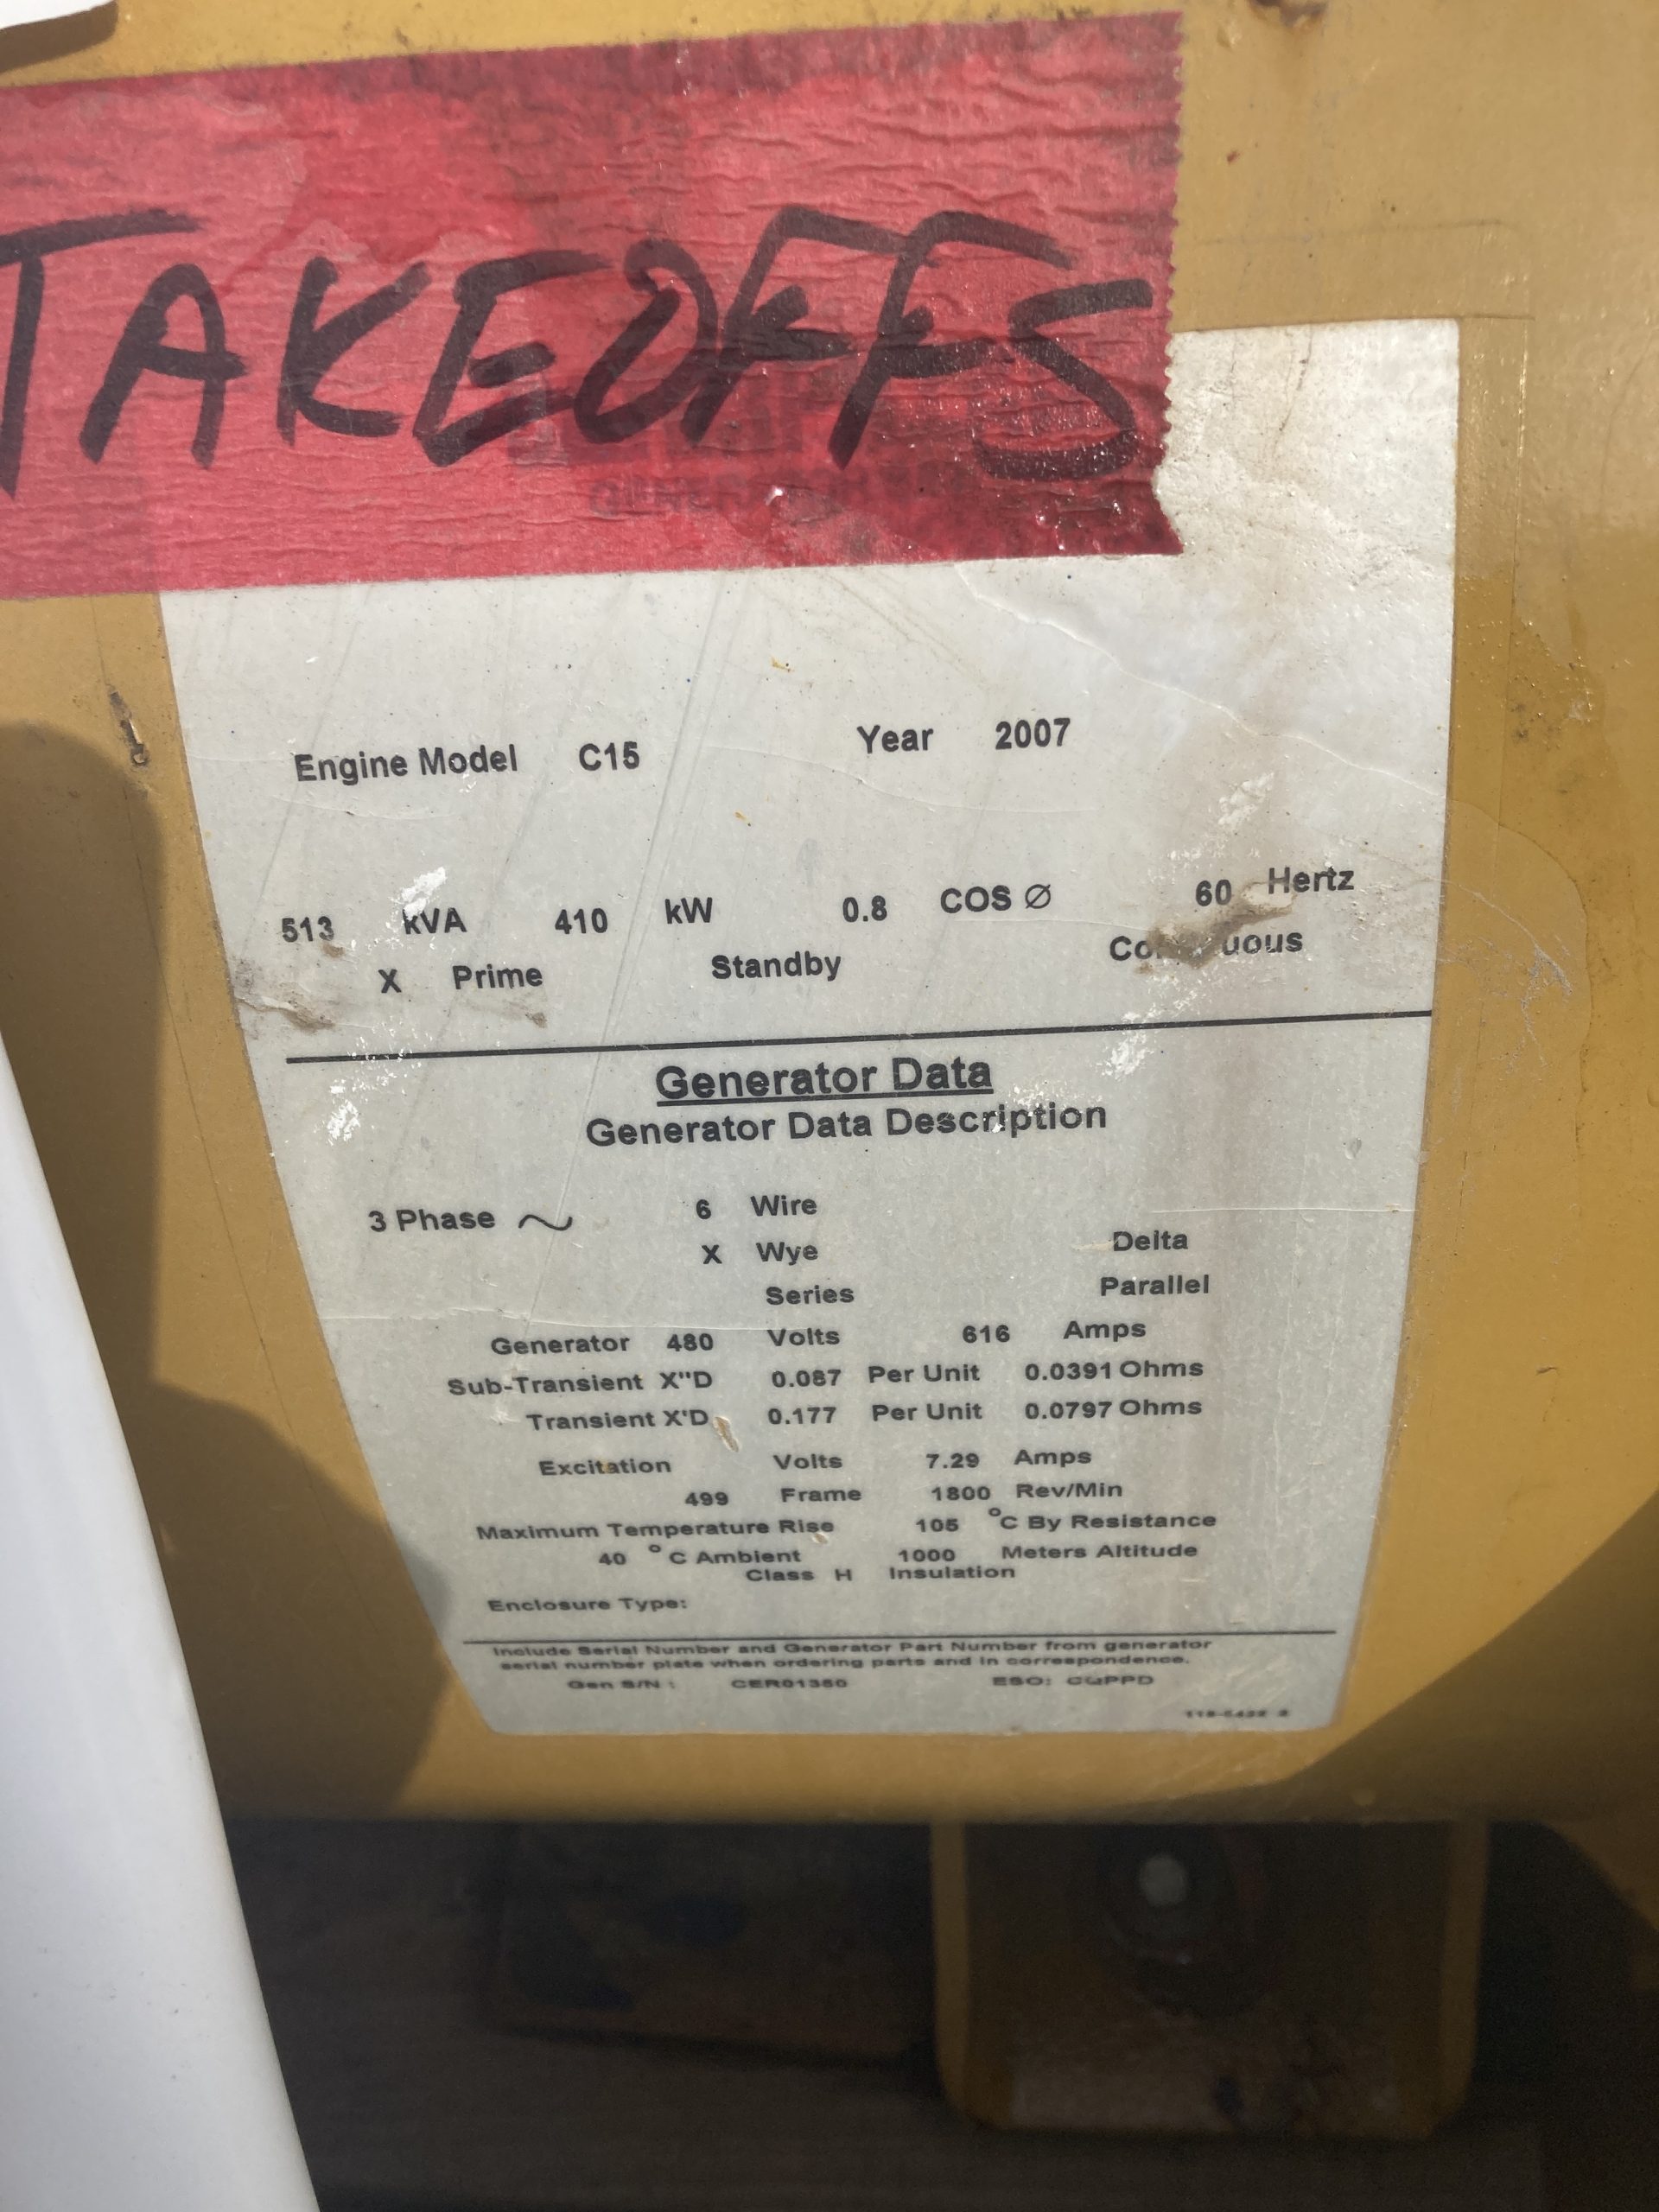 TAKEOFFS
Engine Model C15 Year 2007
513 kVA 410 kW 0.8 COS Ø 60 Hertz
X Prime Standby
Generator Data
Generator Data Description
3 Phase ~ 6 Wire
X Wye Delta
Series Parallel
Generator 480 Volts 616 Amps
Sub-Transient X"D 0.087 Per Unit 0.0391 Ohms
Transient X'D 0.177 Per Unit 0.0797 Ohms
Excitation Volts 7.29 Amps
499 Frame 1800 Rev/Min
Maximum Temperature Rise 105 °C By Resistance
40 °C Ambient 1000 Meters Altitude
Class H Insulation
Enclosure Type:
Include Serial Number and Generator Part Number from generator
serial number plate when ordering parts and in correspondence.
Gen S/N : CER01350 ESO: